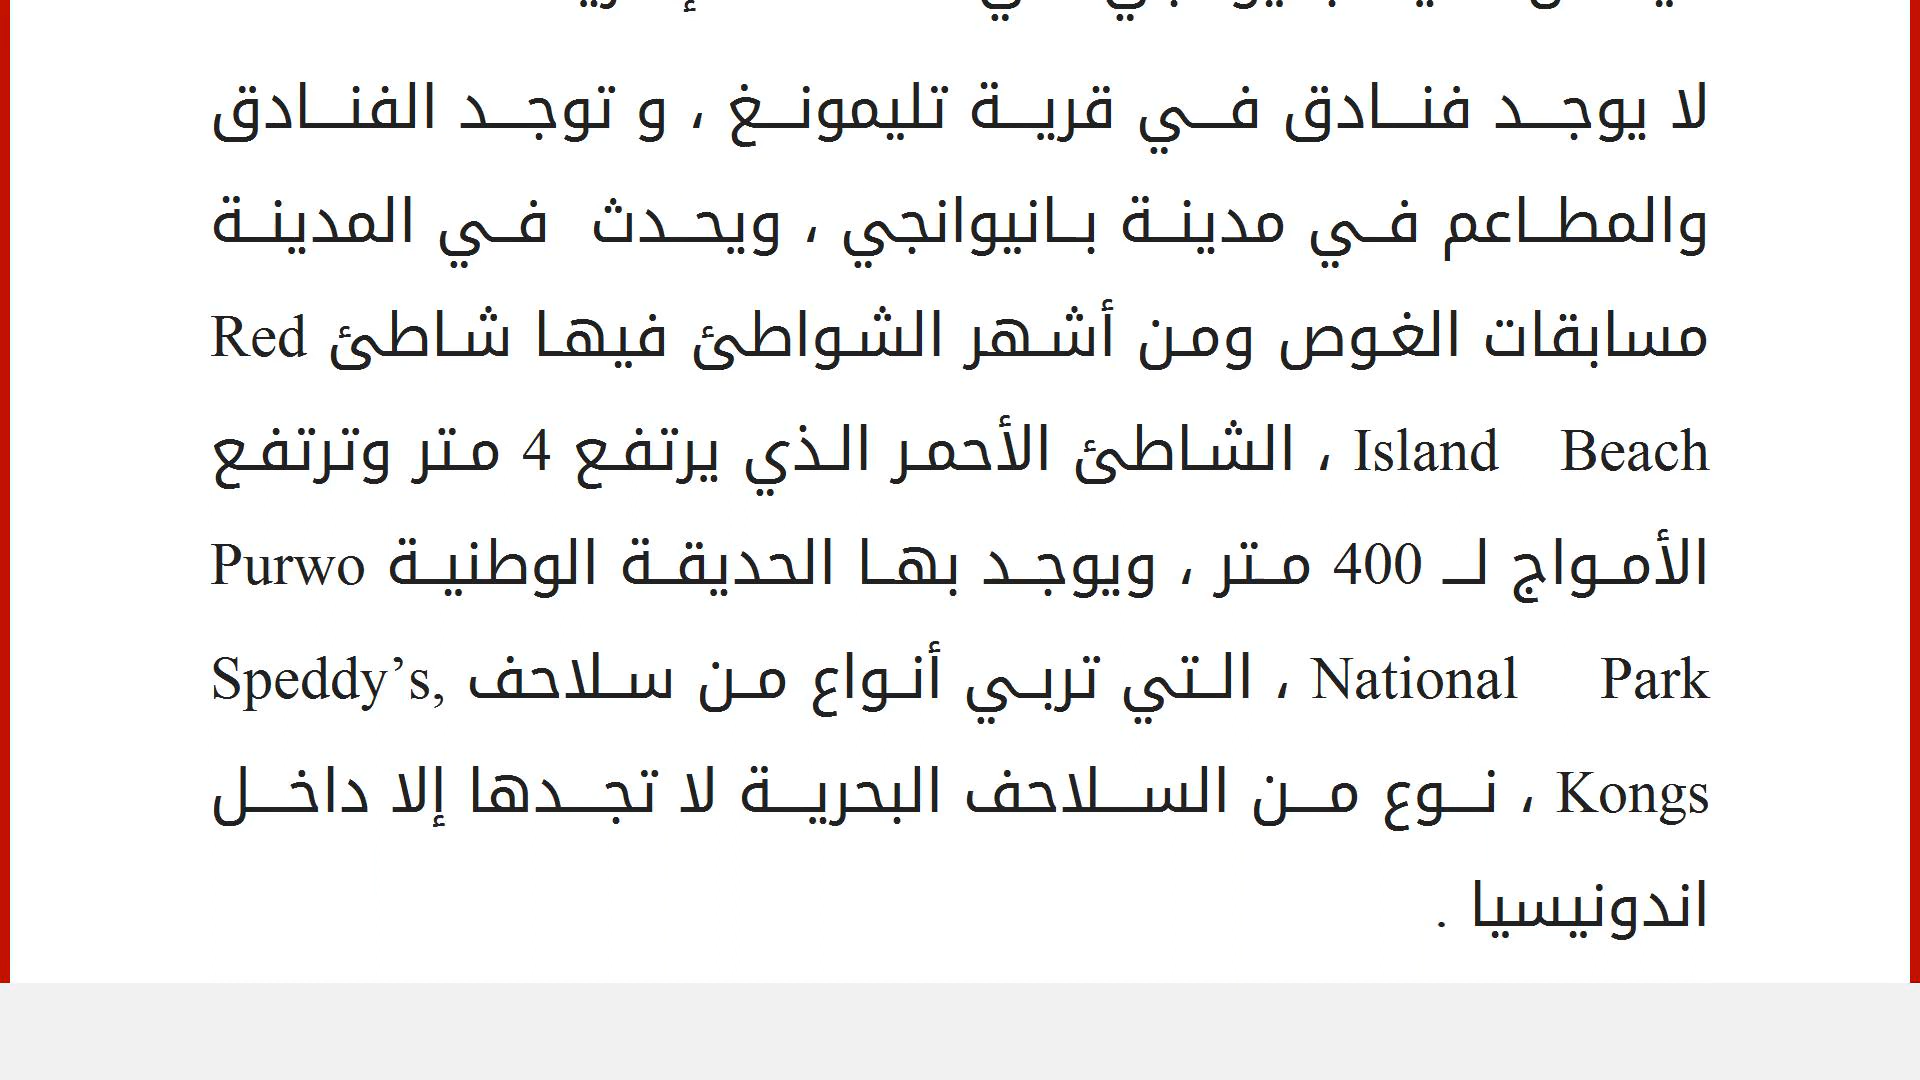 لا يوجد فنادق في قرية تليمونغ ، و توجد الفنادق
والمطاعم في مدينة بانيوانجي ، ويحدث في المدينة
مسابقات الغوص ومن أشهر الشواطئ فيها شاطئ Red
Island Beach ، الشاطئ الأحمر الذي يرتفع 4 متر وترتفع
الأمواج لـ 400 متر ، ويوجد بها الحديقة الوطنية Purwo
National Park ، التي تربي أنواع من سلاحف Speddy’s,
Kongs ، نوع من السلاحف البحرية لا تجدها إلا داخل
اندونيسيا .